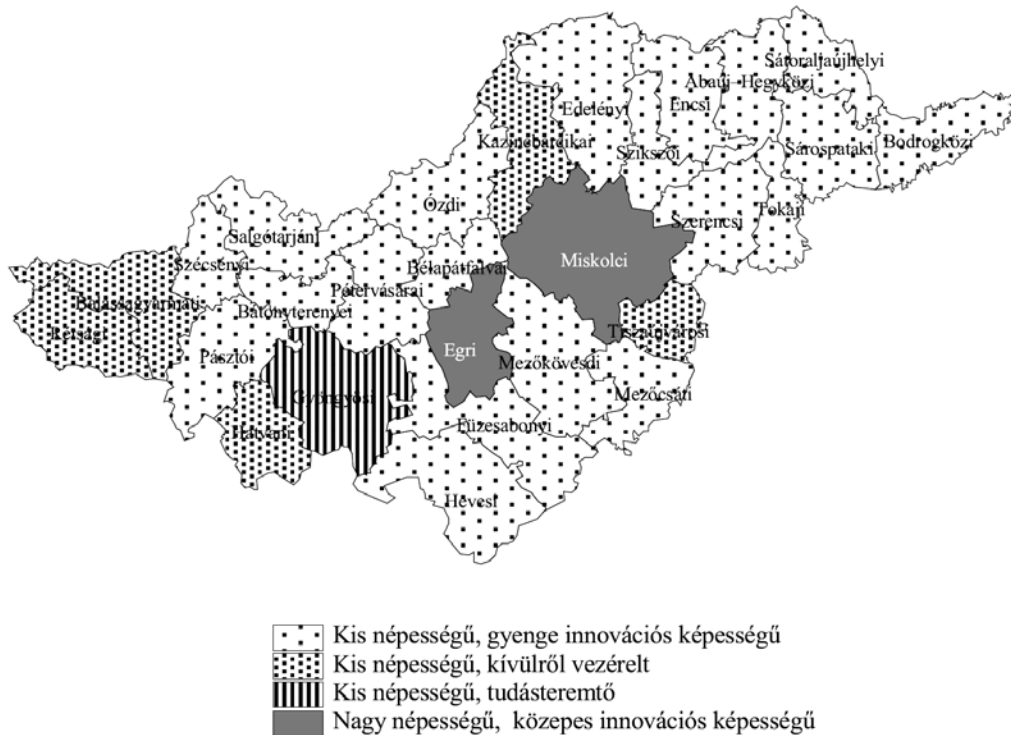 Sátoraljaújhelyi
Abaúj–Hegyközi
Edelényi
Encsi
Kazincbarcikai
Szikszói
Sárospataki
Bodrogközi
Ózdi
Szerencsi
Tokaji
Salgótarjáni
Szécsényi
Bélapátfalvai
Miskolci
Pétervásárai
Balassagyarmati
Bátonyterenyei
Rétsági
Tiszaújvárosi
Pásztói
Egri
Mezőkövesdi
Gyöngyösi
Mezőcsáti
Hatvani
Füzesabonyi
Hevesi
Kis népességű, gyenge innovációs képességű
Kis népességű, kívülről vezérelt
Kis népességű, tudásteremtő
Nagy népességű, közepes innovációs képességű